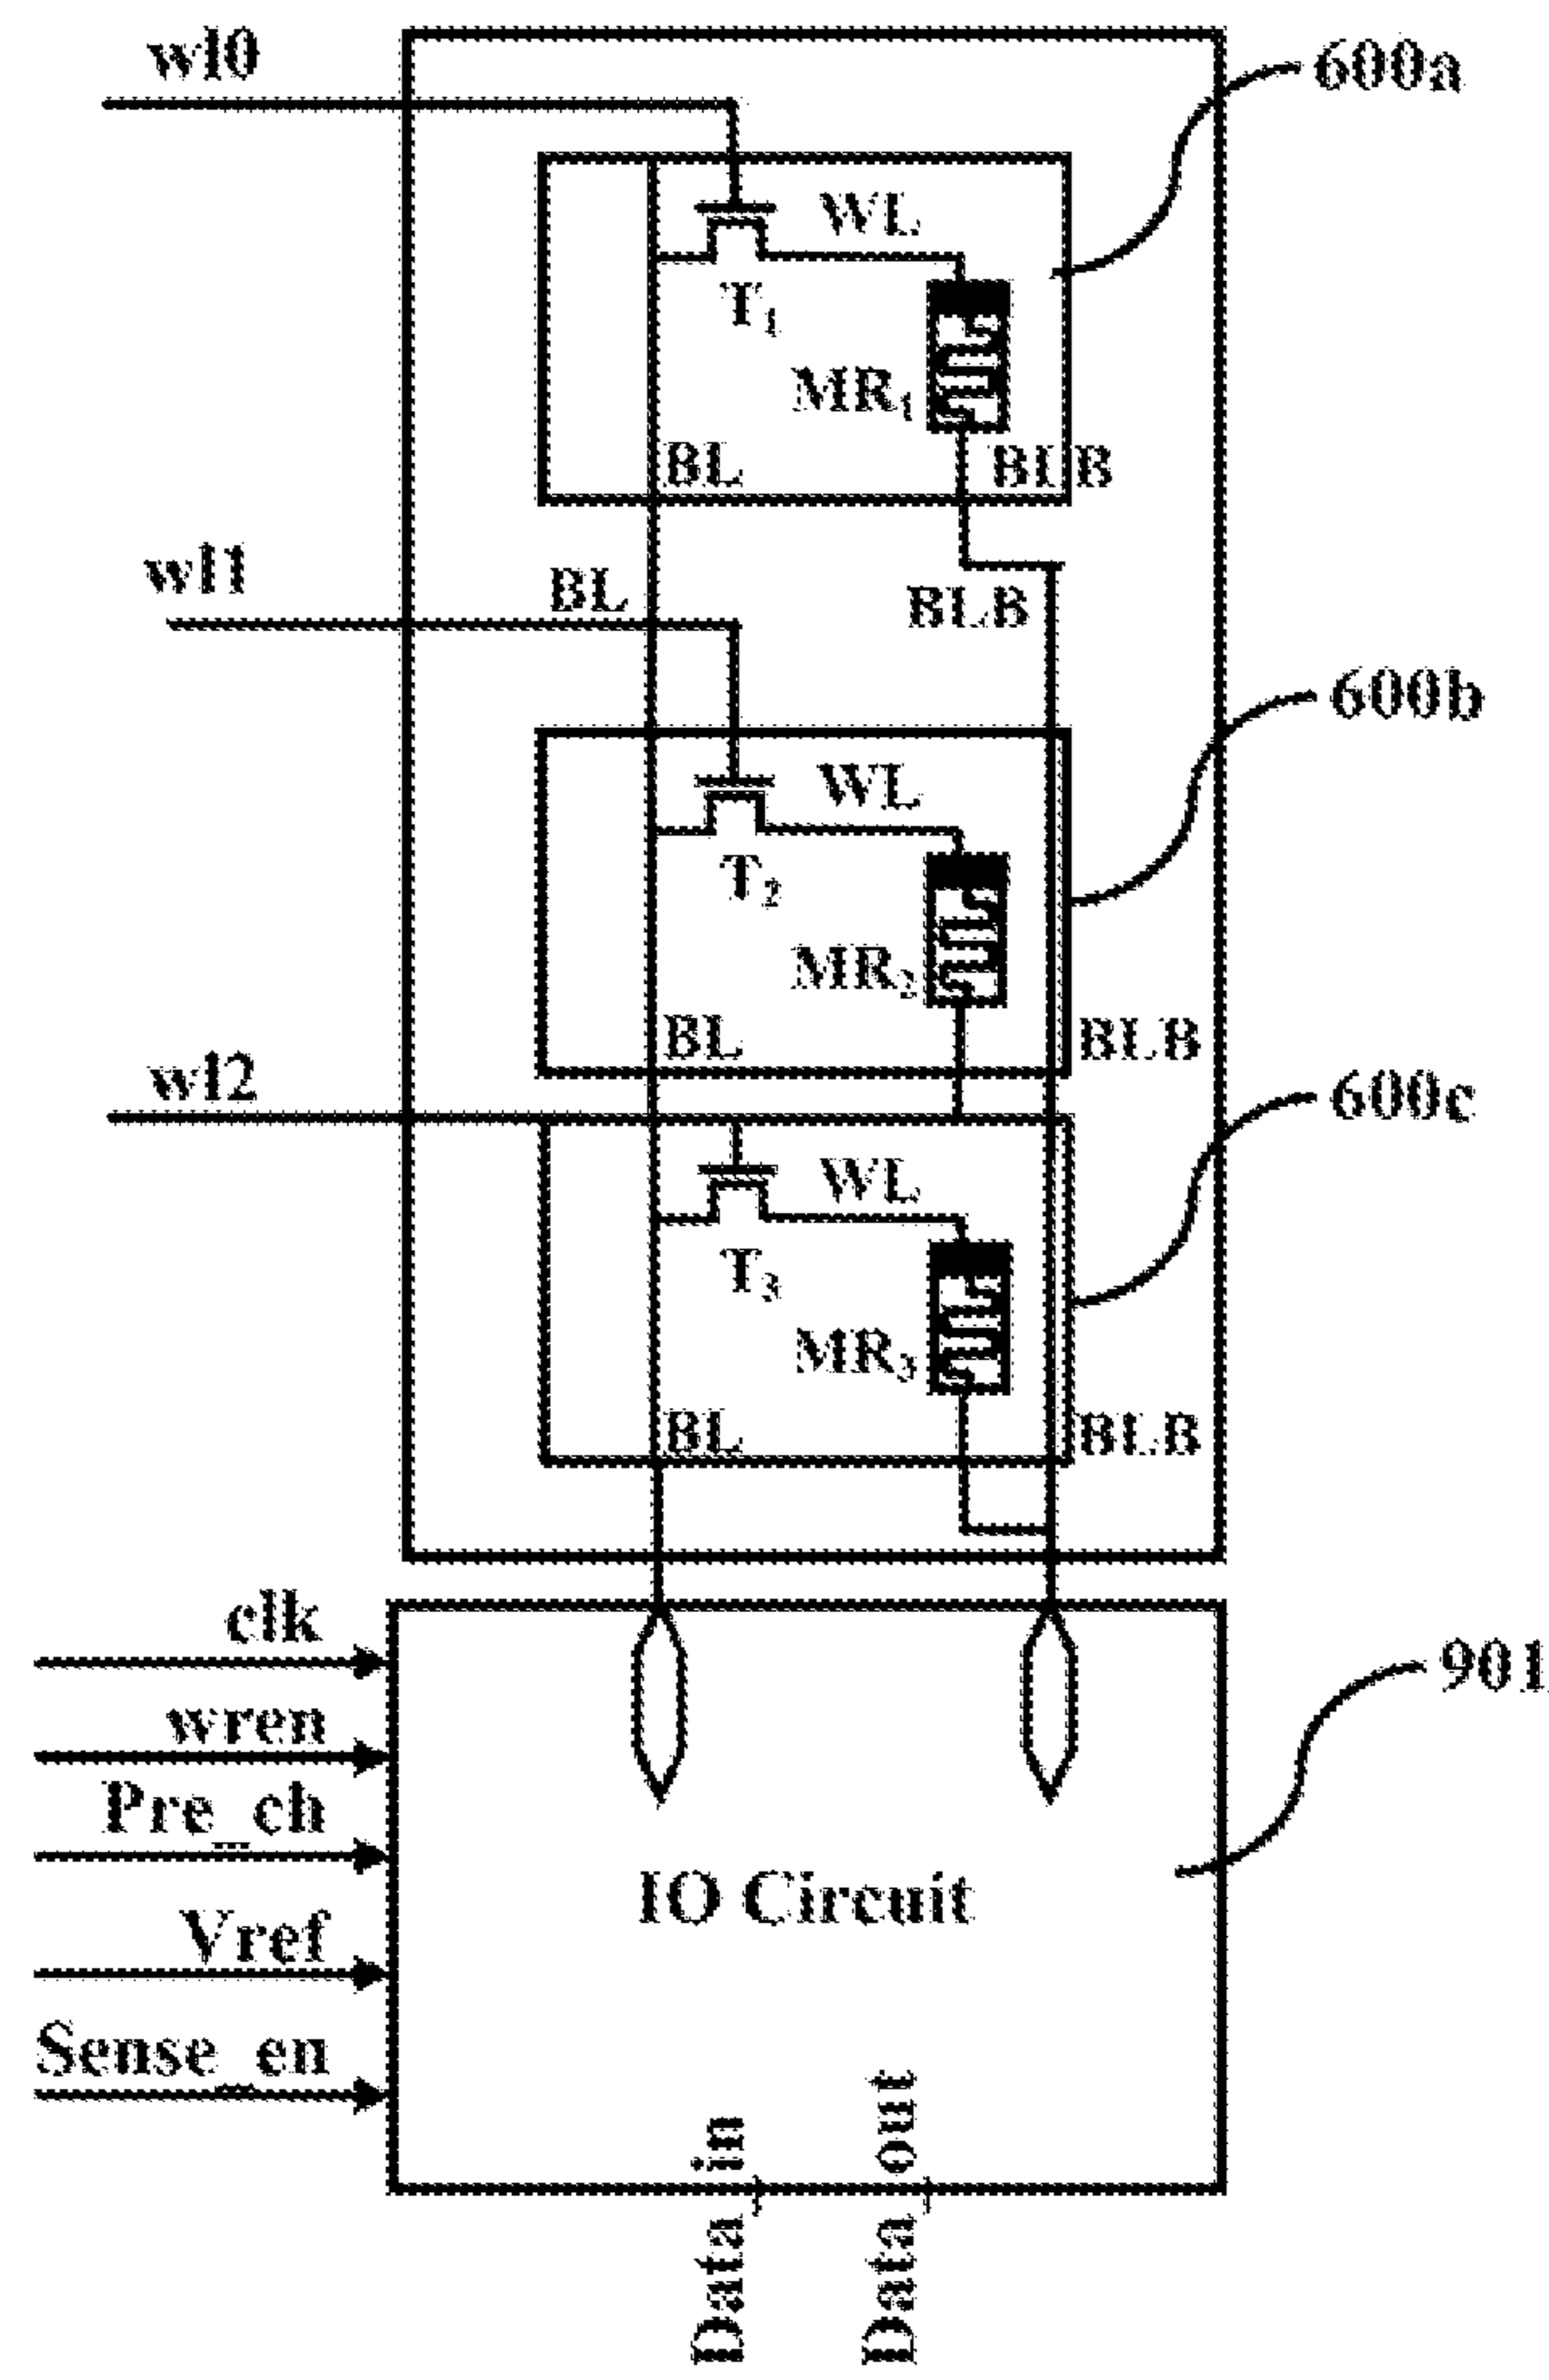 wl0
600a
WL
T1
MR1
BL
BLB
wl1
BL
BLB
600b
WL
T2
MR2
BL
BLB
wl2
600c
WL
T3
MR3
BL
BLB
clk
wren
Pre_ch
Vref
Sense_en
901
IO Circuit
Data_in
Data_out